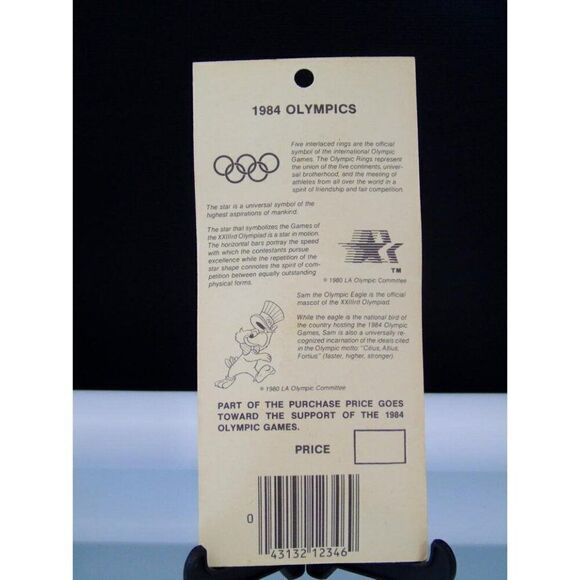 1984 OLYMPICS
Five interlaced rings are the official
symbol of the international Olympic
Games. The Olympic Rings represent
the union of the five continents, univer-
sal brotherhood, and the meeting of
athletes from all over the world in a
spirit of friendship and fair competition.
The star is a universal symbol of the
highest aspirations of mankind.
The star that symbolizes the Games of
the XXIIIrd Olympiad is a star in motion.
The horizontal bars portray the speed
with which the contestants pursue
excellence while the repetition of the
star shape connotes the spirit of com-
petition between equally outstanding
physical forms.
TM
© 1980 LA Olympic Committee
Sam the Olympic Eagle is the official
mascot of the XXIIIrd Olympiad.
While the eagle is the national bird of
the country hosting the 1984 Olympic
Games, Sam is also a universally re-
cognized incarnation of the ideals cited
in the Olympic motto: "Citius, Altius,
Fortius" (faster, higher, stronger).
© 1980 LA Olympic Committee
PART OF THE PURCHASE PRICE GOES
TOWARD THE SUPPORT OF THE 1984
OLYMPIC GAMES.
PRICE
0
43132 12346